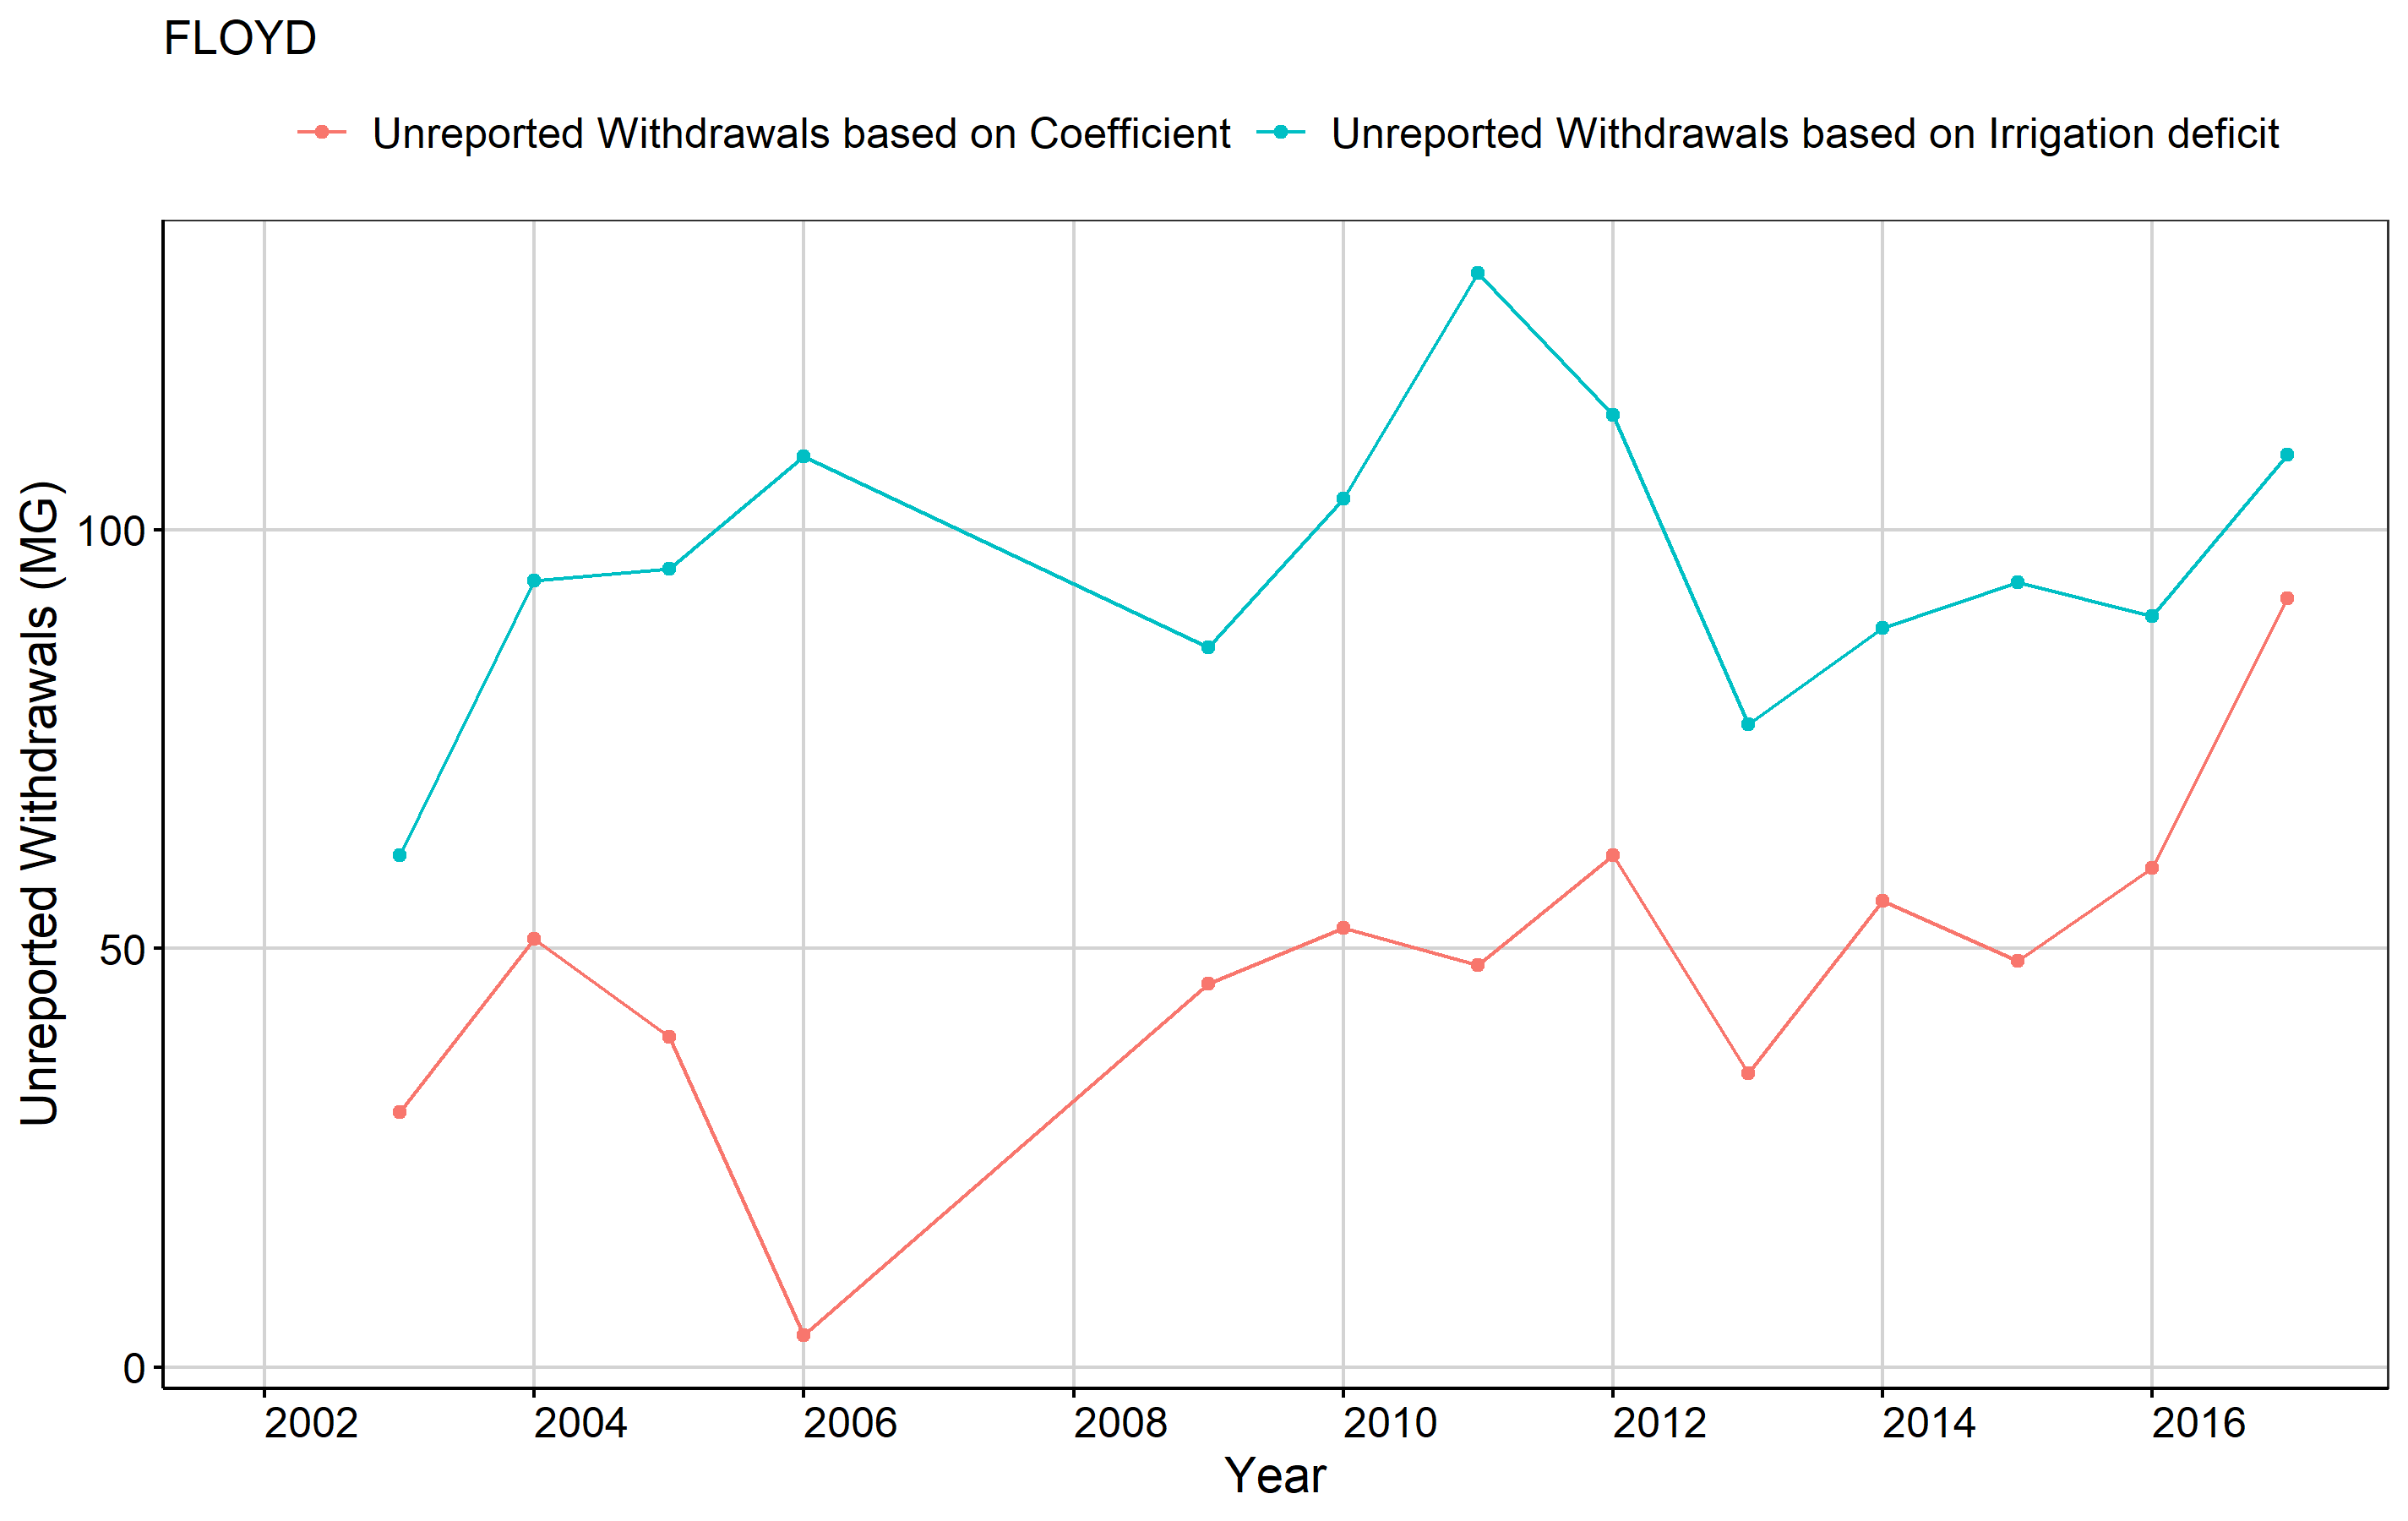 FLOYD
Unreported Withdrawals based on Coefficient Unreported Withdrawals based on Irrigation deficit
Unreported Withdrawals (MG)
100
50
0
2002 2004 2006 2008 2010 2012 2014 2016
Year